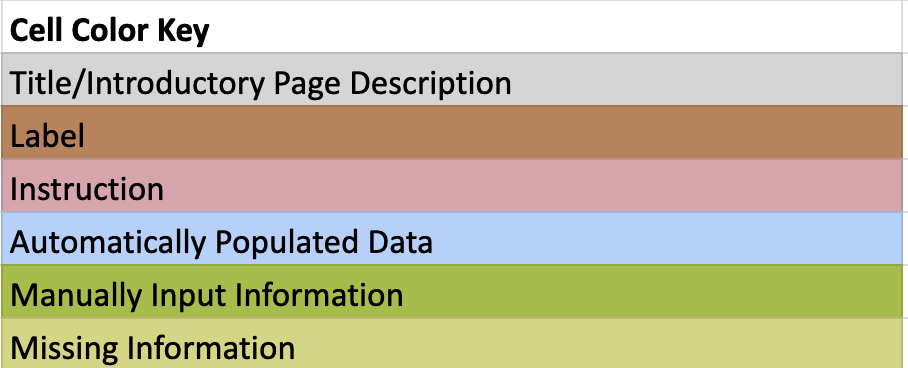 Cell Color Key
Title/Introductory Page Description
Label
Instruction
Automatically Populated Data
Manually Input Information
Missing Information